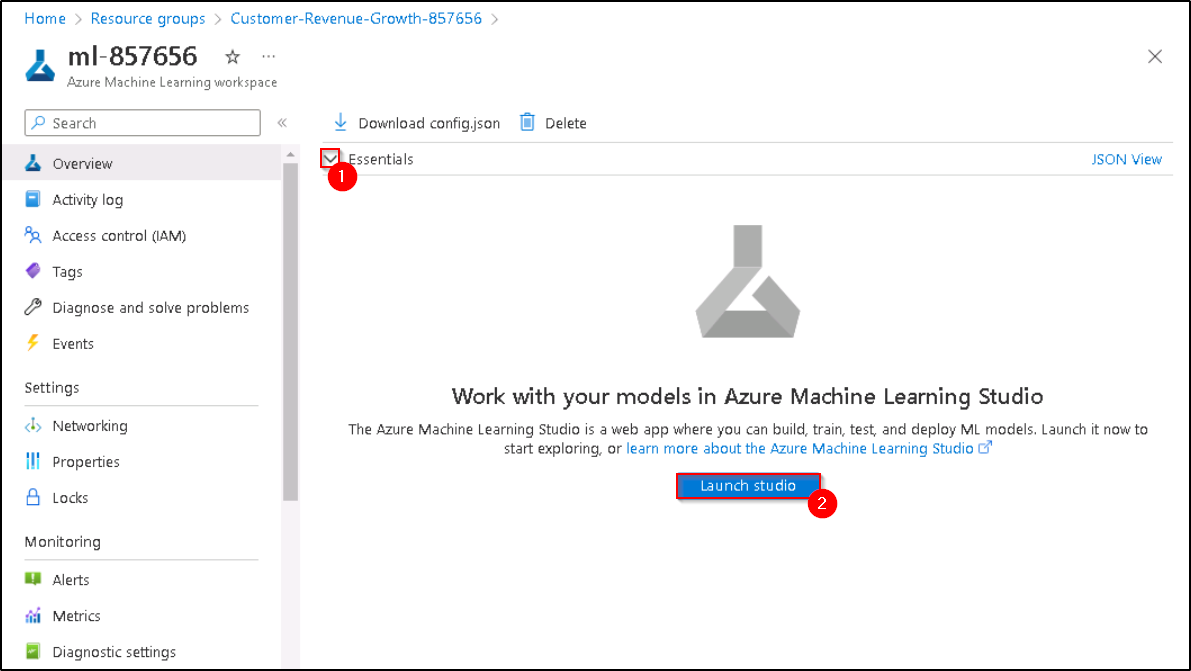 Home > Resource groups > Customer-Revenue-Growth-857656 >
ml-857656 ☆ ...
Azure Machine Learning workspace
Search «
Download config.json Delete
Overview
Activity log
Access control (IAM)
Tags
Diagnose and solve problems
Events
Settings
Networking
Properties
Locks
Monitoring
Alerts
Metrics
Diagnostic settings
Essentials JSON View
1
Work with your models in Azure Machine Learning Studio
The Azure Machine Learning Studio is a web app where you can build, train, test, and deploy ML models. Launch it now to
start exploring, or learn more about the Azure Machine Learning Studio
Launch studio
2